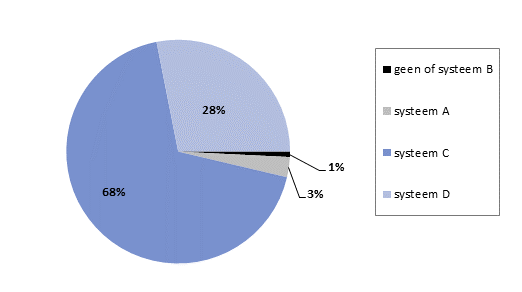 28%
1%
3%
68%
geen of systeem B
systeem A
systeem C
systeem D